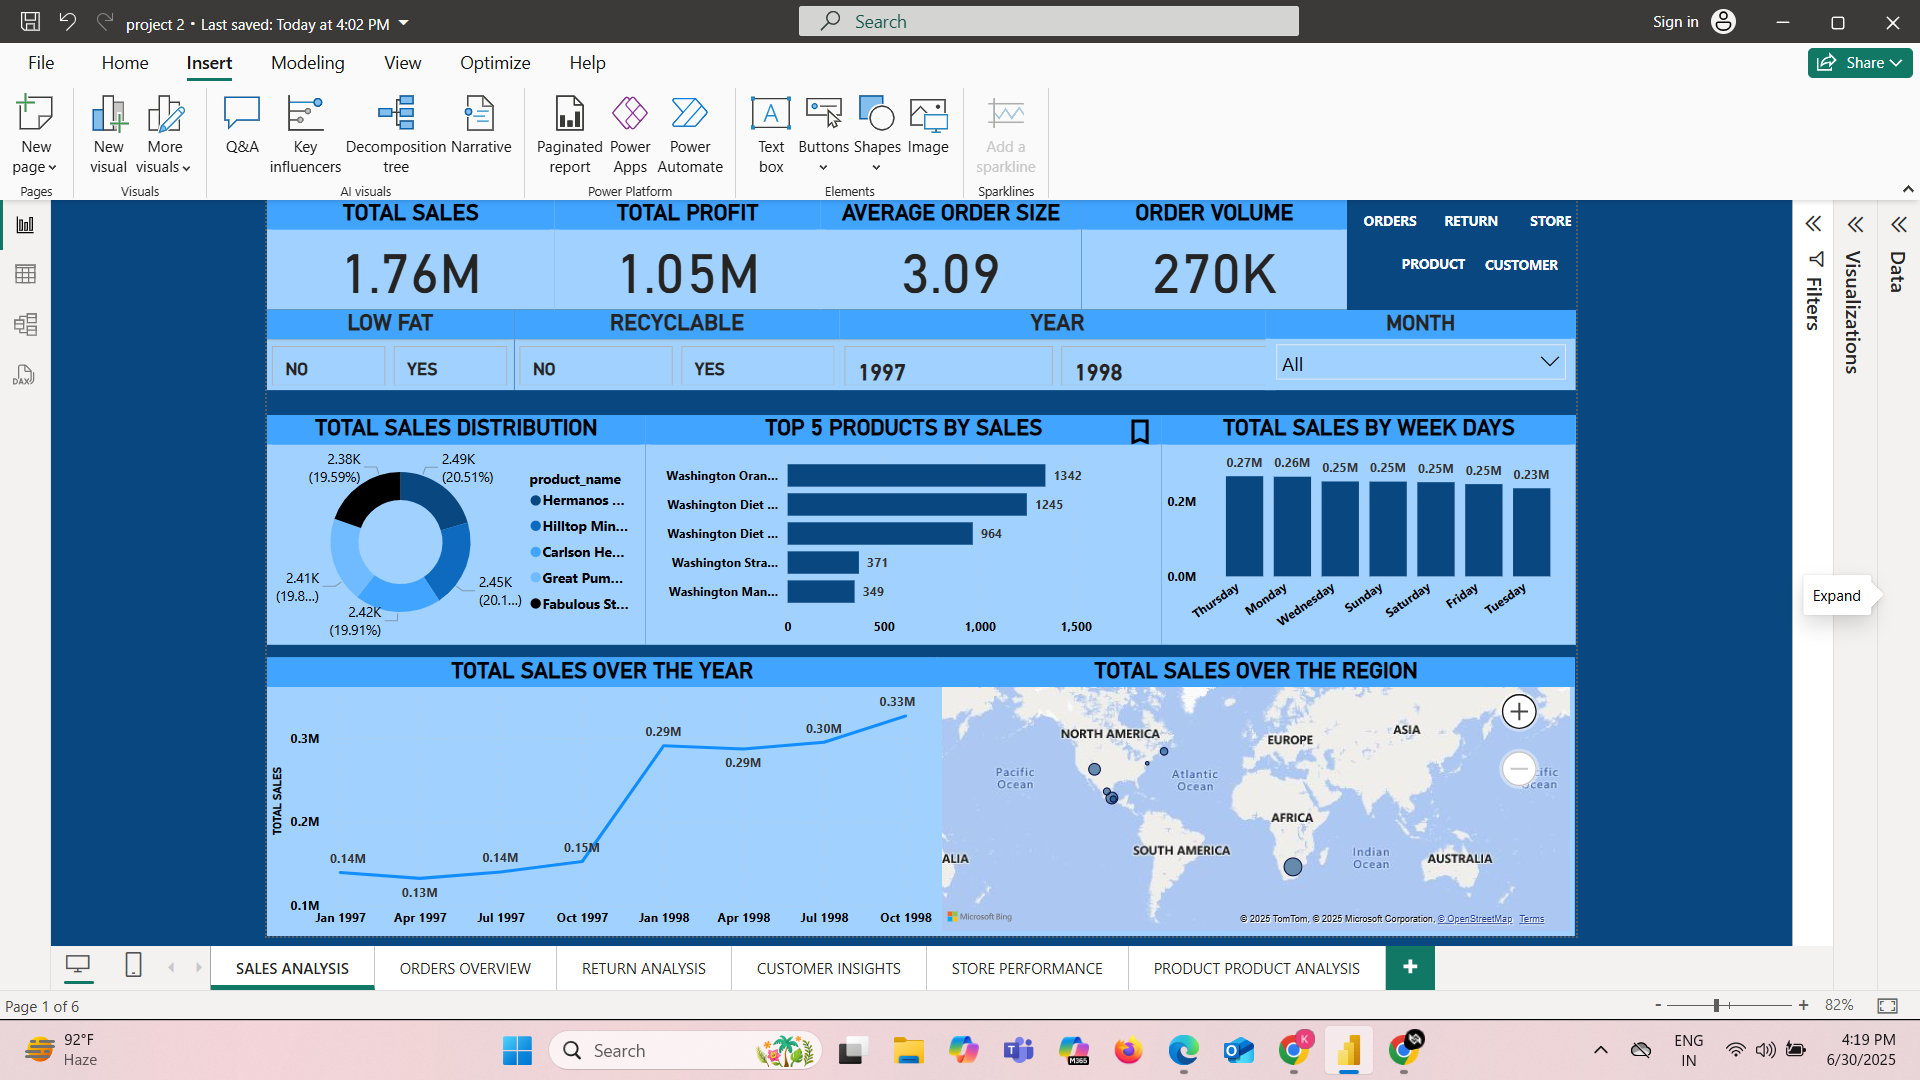 project 2 • Last saved: Today at 4:02 PM
Search
Sign in
File Home Insert Modeling View Optimize Help
Share
New page
New visual
More visuals
Q&A
Key influencers
Decomposition tree
Narrative
Paginated report
Power Apps
Power Automate
Text box
Buttons
Shapes
Image
Add a sparkline
Pages
Visuals
AI visuals
Power Platform
Elements
Sparklines
TOTAL SALES
1.76M
TOTAL PROFIT
1.05M
AVERAGE ORDER SIZE
3.09
ORDER VOLUME
270K
ORDERS RETURN STORE
PRODUCT CUSTOMER
Filters
Visualizations
Data
LOW FAT
NO YES
RECYCLABLE
NO YES
YEAR
1997 1998
MONTH
All
TOTAL SALES DISTRIBUTION
2.38K
(19.59%)
2.49K
(20.51%)
2.41K
(19.8...)
2.45K
(20.1...)
2.42K
(19.91%)
product_name
Hermanos ...
Hilltop Min...
Carlson He...
Great Pum...
Fabulous St...
TOP 5 PRODUCTS BY SALES
Washington Oran... 1342
Washington Diet ... 1245
Washington Diet ... 964
Washington Stra... 371
Washington Man... 349
0 500 1,000 1,500
TOTAL SALES BY WEEK DAYS
0.27M 0.26M 0.25M 0.25M 0.25M 0.25M 0.23M
0.2M
0.0M
Thursday Monday Wednesday Sunday Saturday Friday Tuesday
Expand
TOTAL SALES OVER THE YEAR
TOTAL SALES
0.3M
0.2M
0.1M
0.14M 0.13M 0.14M 0.15M 0.29M 0.29M 0.30M 0.33M
Jan 1997 Apr 1997 Jul 1997 Oct 1997 Jan 1998 Apr 1998 Jul 1998 Oct 1998
TOTAL SALES OVER THE REGION
NORTH AMERICA
EUROPE
ASIA
Pacific
Ocean
Atlantic
Ocean
cific
Ocean
AFRICA
SOUTH AMERICA
Indian
Ocean
AUSTRALIA
ALIA
Microsoft Bing
© 2025 TomTom, © 2025 Microsoft Corporation, © OpenStreetMap Terms
SALES ANALYSIS
ORDERS OVERVIEW
RETURN ANALYSIS
CUSTOMER INSIGHTS
STORE PERFORMANCE
PRODUCT PRODUCT ANALYSIS
Page 1 of 6
- + 82%
92°F
Haze
Search
M365
K
ENG
IN
4:19 PM
6/30/2025